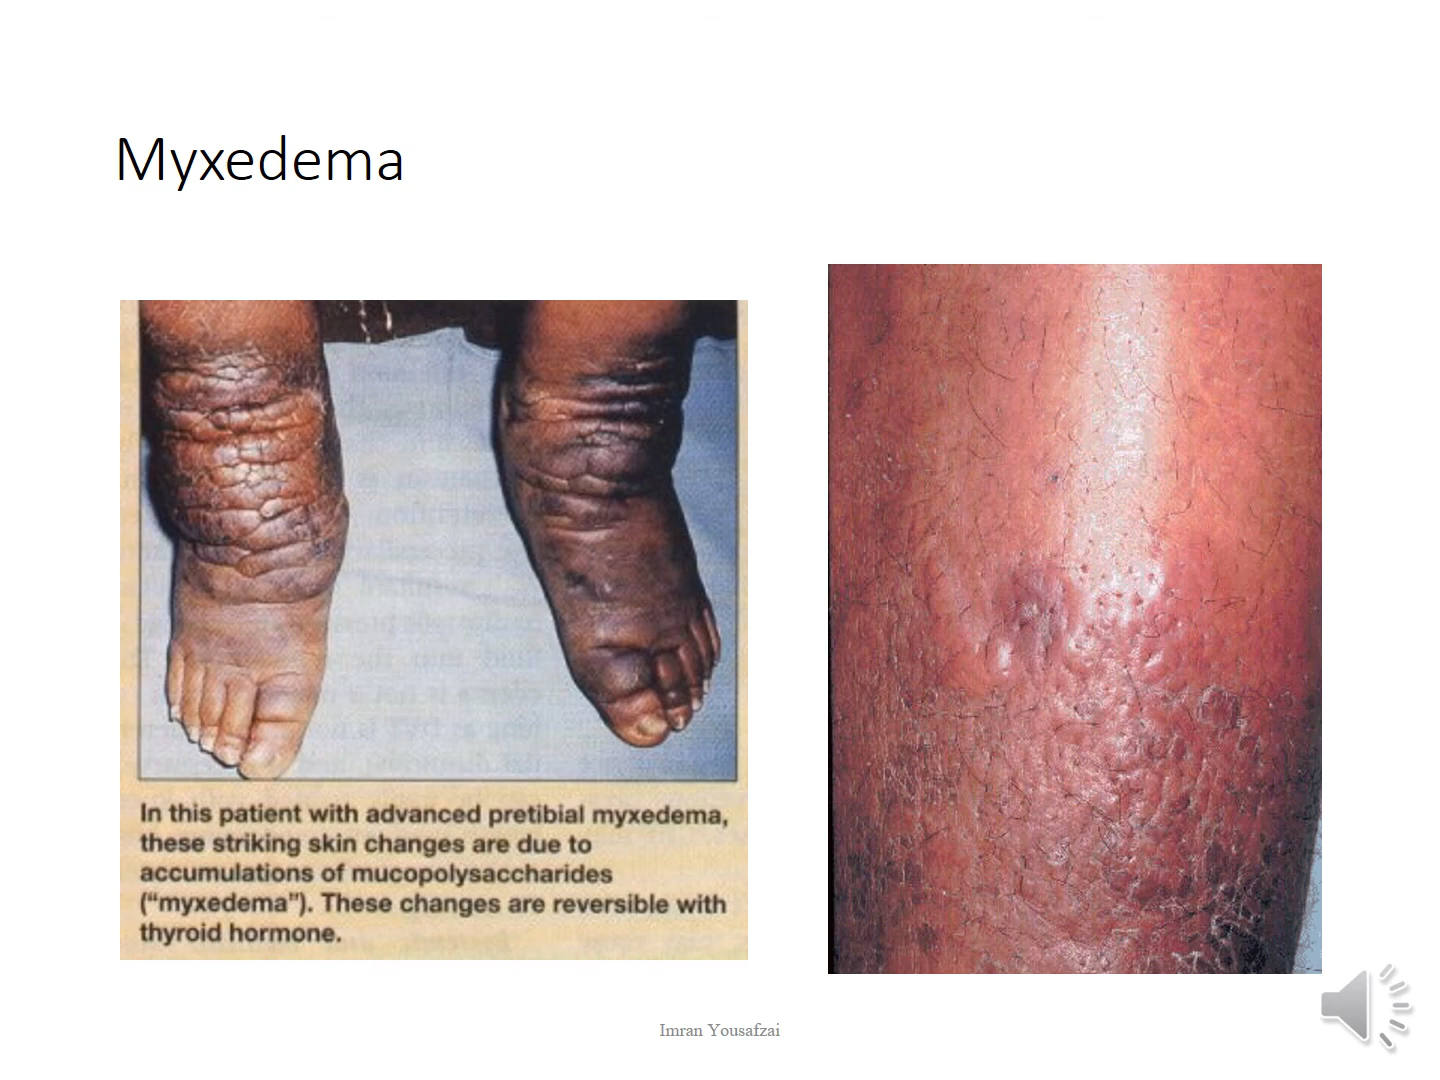 Myxedema
In this patient with advanced pretibial myxedema,
these striking skin changes are due to
accumulations of mucopolysaccharides
("myxedema"). These changes are reversible with
thyroid hormone.
Imran Yousafzai